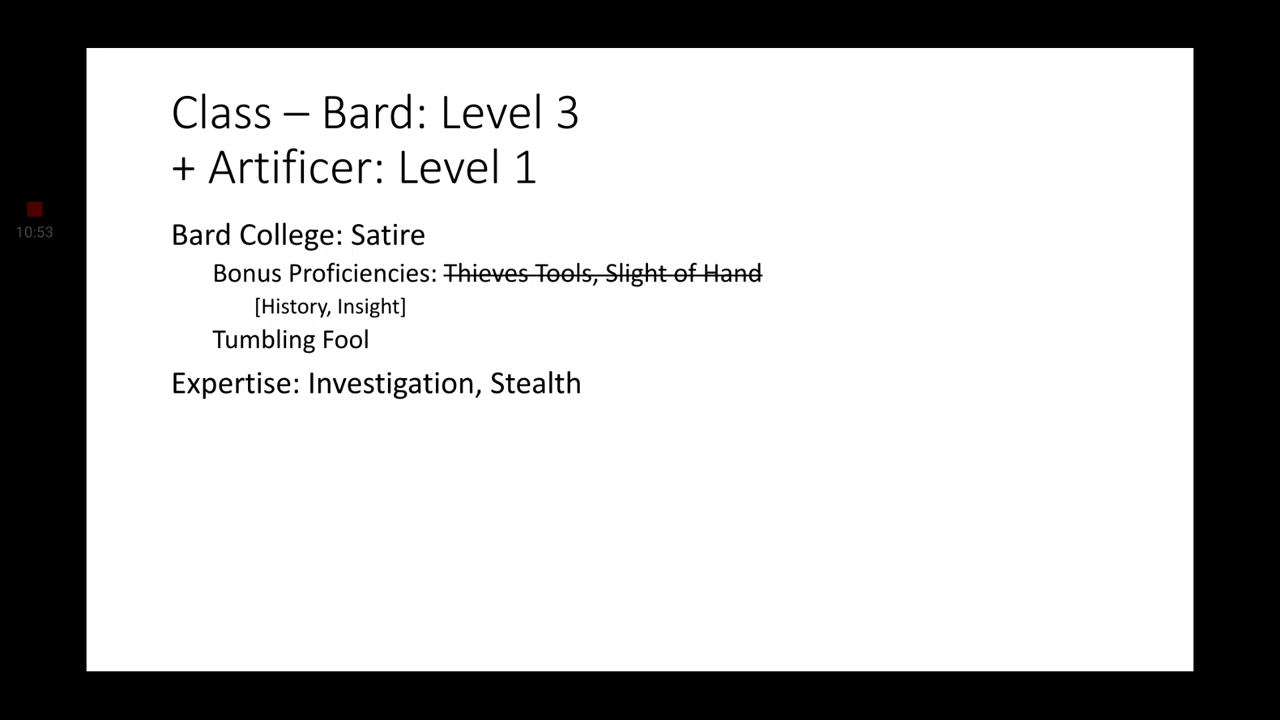 Class – Bard: Level 3
+ Artificer: Level 1
10:53
Bard College: Satire
Bonus Proficiencies: Thieves Tools, Slight of Hand
[History, Insight]
Tumbling Fool
Expertise: Investigation, Stealth